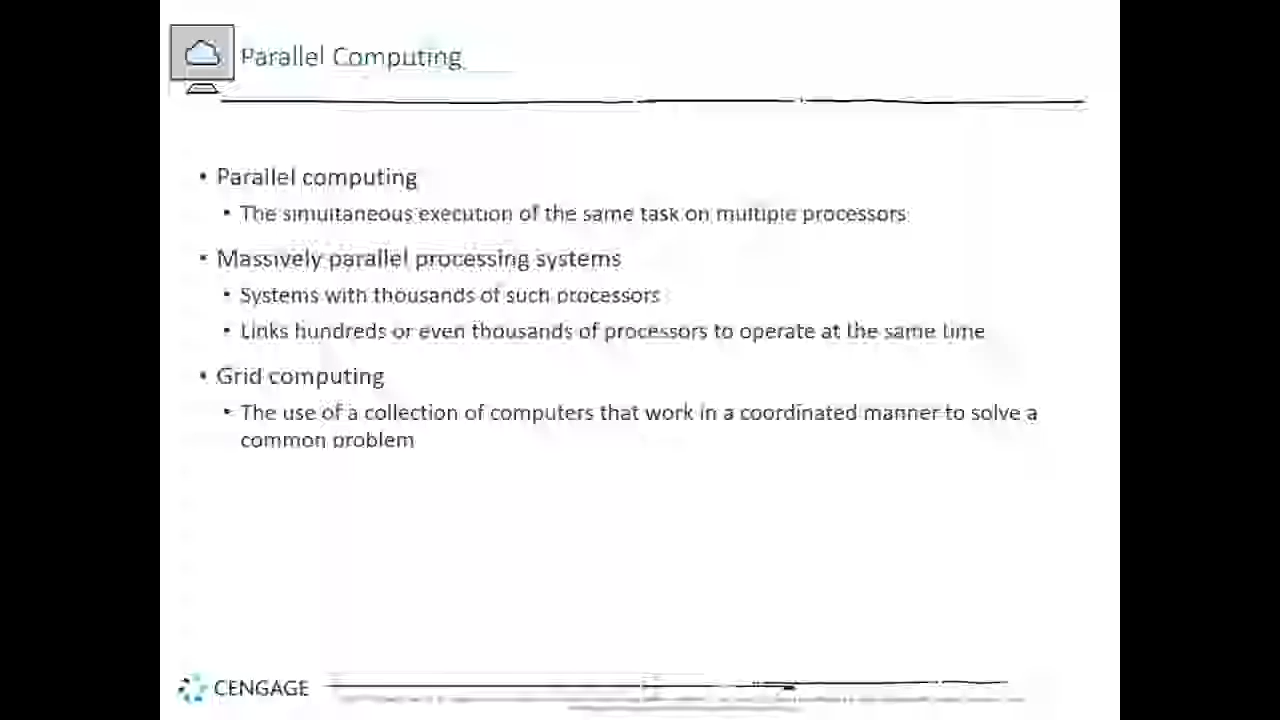 Parallel Computing
• Parallel computing
• The simultaneous execution of the same task on multiple processors
• Massively parallel processing systems
• Systems with thousands of such processors
• Links hundreds or even thousands of processors to operate at the same time
• Grid computing
• The use of a collection of computers that work in a coordinated manner to solve a
common problem
CENGAGE